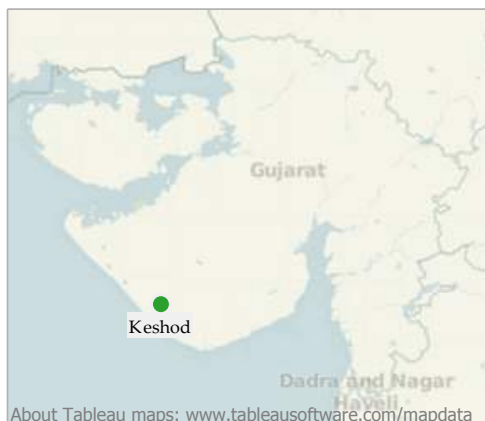 Gujarat
Keshod
Dadra and Nagar
Haveli
About Tableau maps: www.tableausoftware.com/mapdata